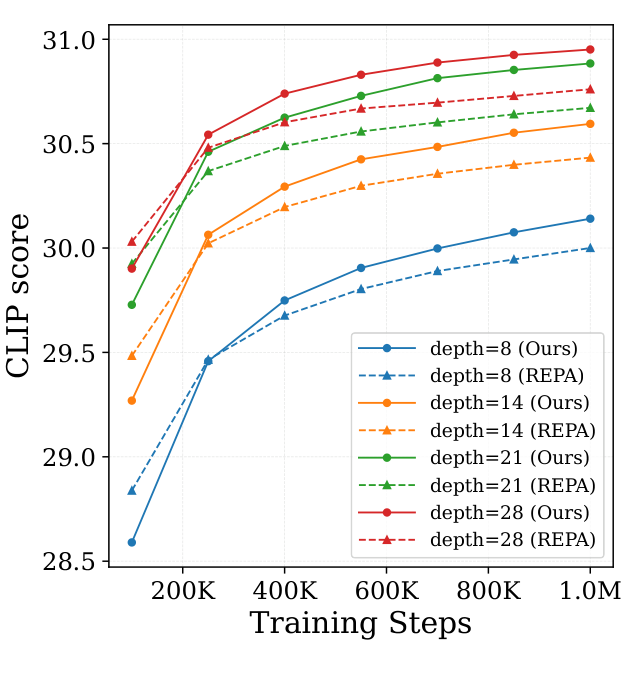 31.0
30.5
30.0
29.5
29.0
28.5
CLIP score
depth=8 (Ours)
depth=8 (REPA)
depth=14 (Ours)
depth=14 (REPA)
depth=21 (Ours)
depth=21 (REPA)
depth=28 (Ours)
depth=28 (REPA)
200K 400K 600K 800K 1.0M
Training Steps